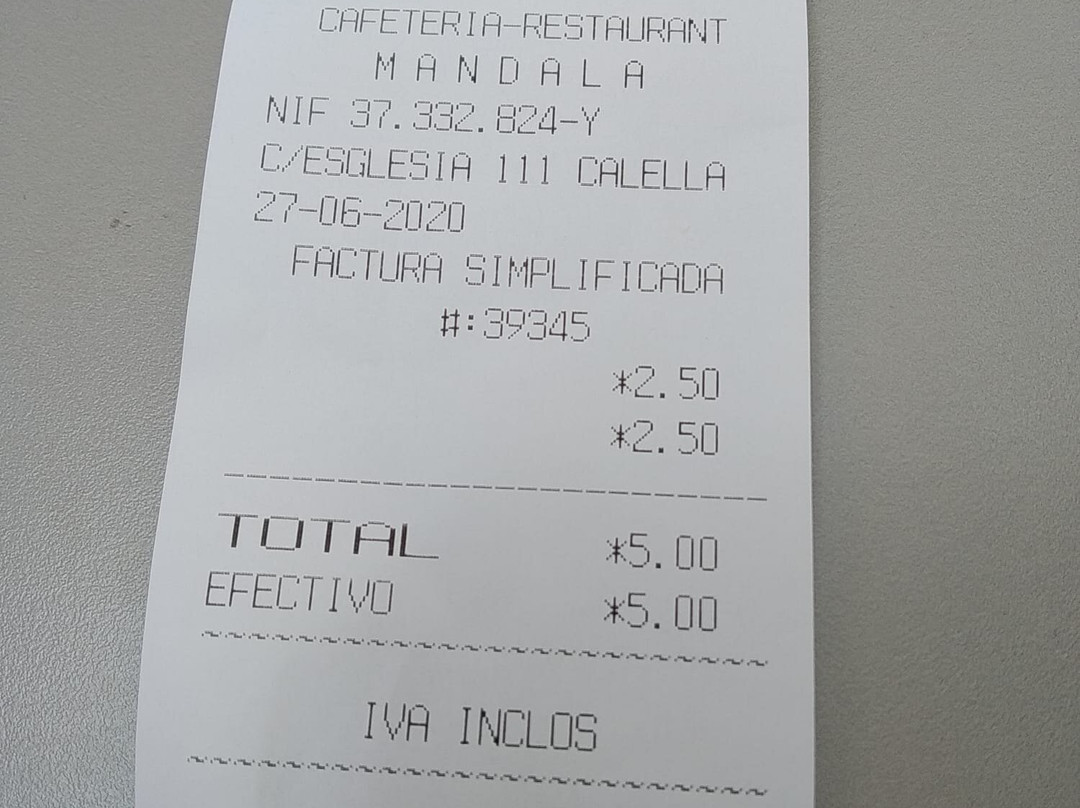 CAFETERIA-RESTAURANT
M A N D A L A
NIF 37.332.824-Y
C/ESGLESIA 111 CALELLA
27-06-2020
FACTURA SIMPLIFICADA
#:39345
*2.50
*2.50
TOTAL *5.00
EFECTIVO *5.00
IVA INCLOS